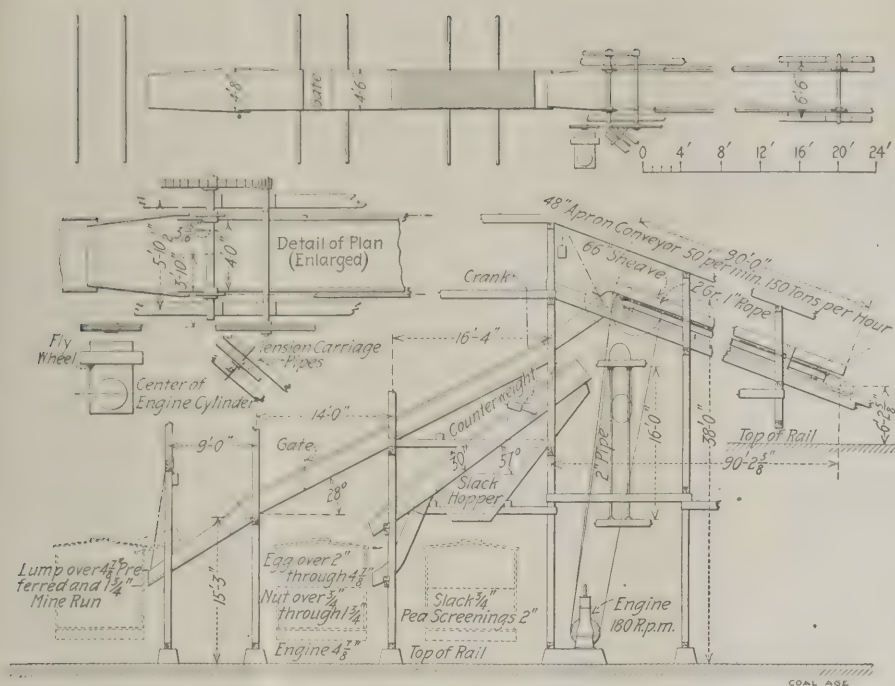 4'-8"
Gate
4'-6"
6'-6"
0 4' 8' 12' 16' 20' 24'
5'-10"
3'-10"
4'0"
Detail of Plan
(Enlarged)
48" Apron Conveyor 50' per min. 150 Tons per Hour
90'-0"
66" Sheave
2 Gr. 1" Rope
Crank
16'-4"
Fly
Wheel
Tension Carriage
Pipes
Center of
Engine Cylinder
14'-0"
9'-0"
Gate
Counterweight
28°
30°
51°
Slack
Hopper
2" Pipe
16'-0"
38'-0"
Top of Rail
6'-2 5/8"
90'-2 5/8"
Lump over 4 7/8" Pre-
ferred and 1 3/4"
Mine Run
15'-3"
Egg over 2"
through 4 7/8"
Nut over 3/4"
through 1 3/4"
Engine 4 7/8"
Slack 3/4"
Pea Screenings 2"
Top of Rail
Engine
180 R.p.m.
COAL AGE